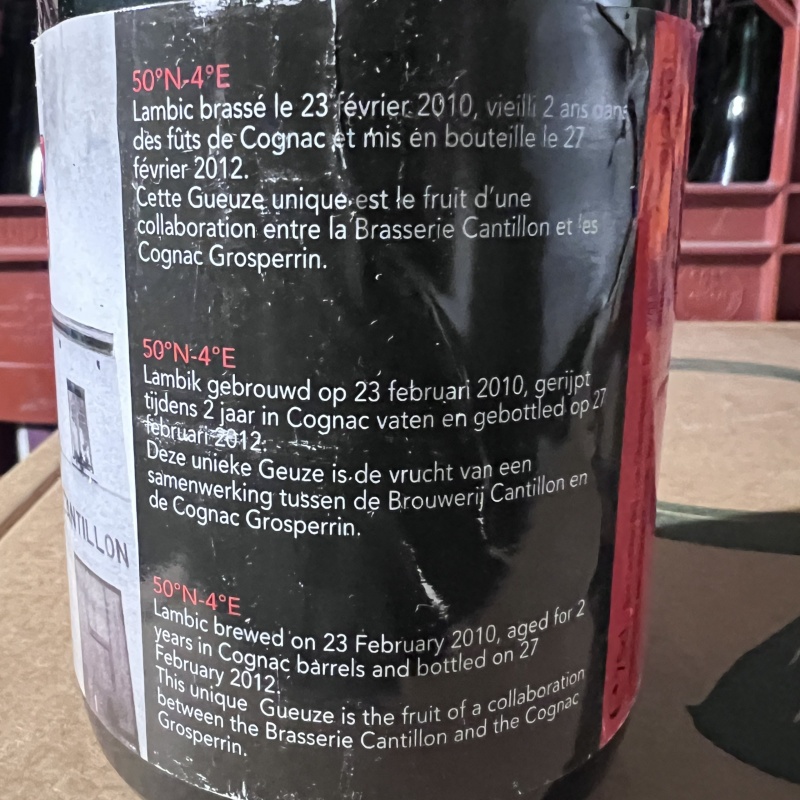 50°N-4°E
Lambic brassé le 23 février 2010, vieilli 2 ans dans
des fûts de Cognac et mis en bouteille le 27
février 2012.
Cette Gueuze unique est le fruit d'une
collaboration entre la Brasserie Cantillon et les
Cognac Grosperrin.
50°N-4°E
Lambik gebrouwd op 23 februari 2010, gerijpt
tijdens 2 jaar in Cognac vaten en gebottled op 27
februari 2012.
Deze unieke Geuze is de vrucht van een
samenwerking tussen de Brouwerij Cantillon en
de Cognac Grosperrin.
NTILLON
50°N-4°E
Lambic brewed on 23 February 2010, aged for 2
years in Cognac barrels and bottled on 27
February 2012.
This unique Gueuze is the fruit of a collaboration
between the Brasserie Cantillon and the Cognac
Grosperrin.